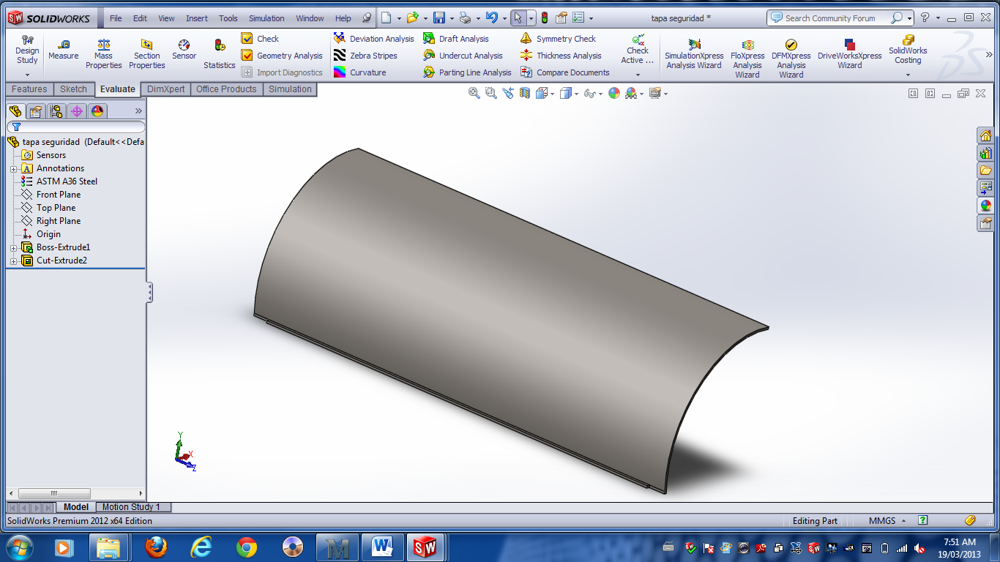 SOLIDWORKS File Edit View Insert Tools Simulation Window Help tapa seguridad * Search Community Forum
Design Study
Measure
Mass Properties
Section Properties
Sensor
Statistics
Check
Geometry Analysis
Import Diagnostics
Deviation Analysis
Zebra Stripes
Curvature
Draft Analysis
Undercut Analysis
Parting Line Analysis
Symmetry Check
Thickness Analysis
Compare Documents
Check Active ...
SimulationXpress Analysis Wizard
FloXpress Analysis Wizard
DFMXpress Analysis Wizard
DriveWorksXpress Wizard
SolidWorks Costing
Features Sketch Evaluate DimXpert Office Products Simulation
tapa seguridad (Default<<Defa
Sensors
Annotations
ASTM A36 Steel
Front Plane
Top Plane
Right Plane
Origin
Boss-Extrude1
Cut-Extrude2
Y
X
Z
Model Motion Study 1
SolidWorks Premium 2012 x64 Edition Editing Part MMGS
7:51 AM
19/03/2013